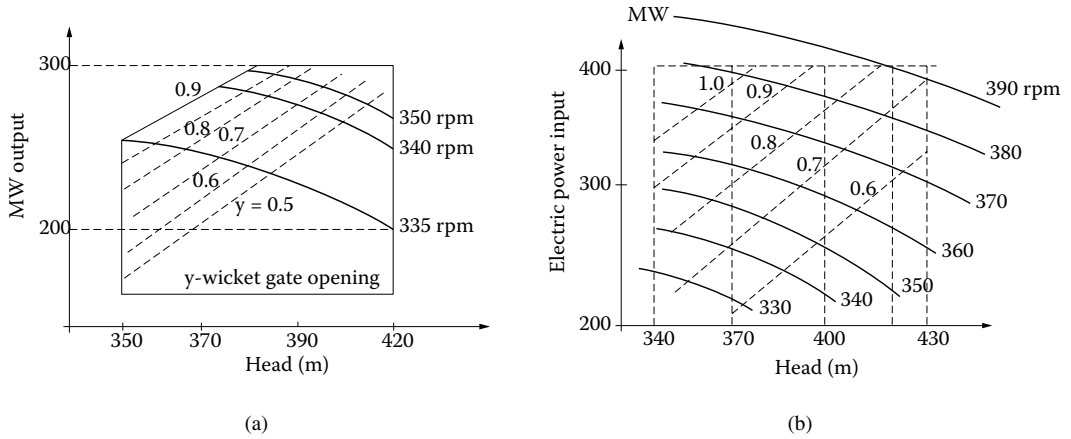 MW output
300
200
0.9
0.8
0.7
0.6
y = 0.5
350 rpm
340 rpm
335 rpm
y-wicket gate opening
350
370
390
420
Head (m)
(a)
MW
Electric power input
400
300
200
1.0
0.9
0.8
0.7
0.6
390 rpm
380
370
360
350
340
330
340
370
400
430
Head (m)
(b)